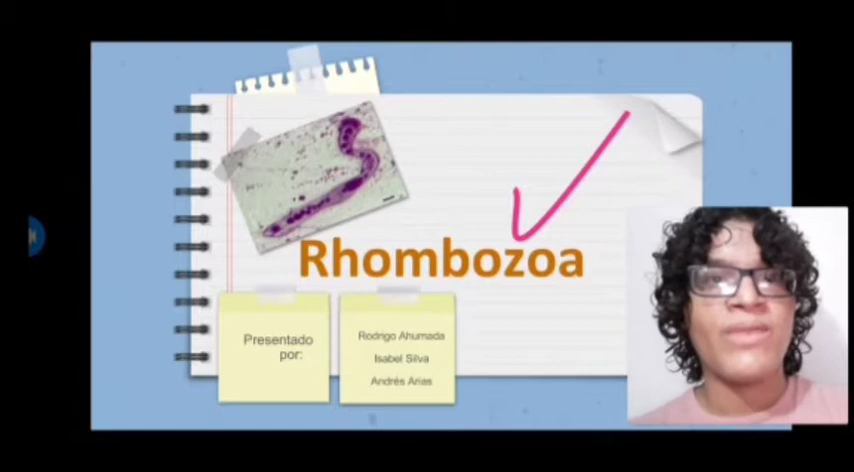 Rhombozoa
Presentado
por:
Rodrigo Ahumada
Isabel Silva
Andrés Arias